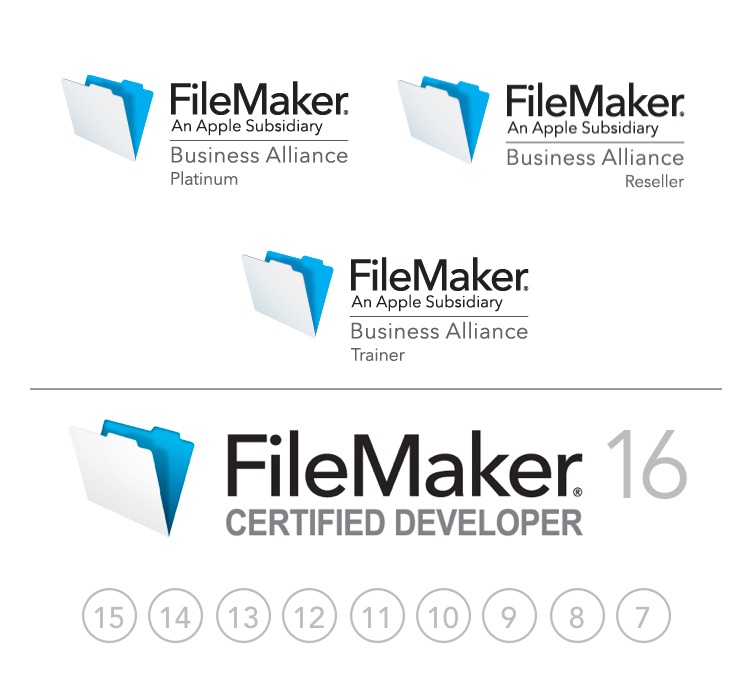 FileMaker®
An Apple Subsidiary
Business Alliance
Platinum
FileMaker®
An Apple Subsidiary
Business Alliance
Reseller
FileMaker®
An Apple Subsidiary
Business Alliance
Trainer
FileMaker® 16
CERTIFIED DEVELOPER
15 14 13 12 11 10 9 8 7